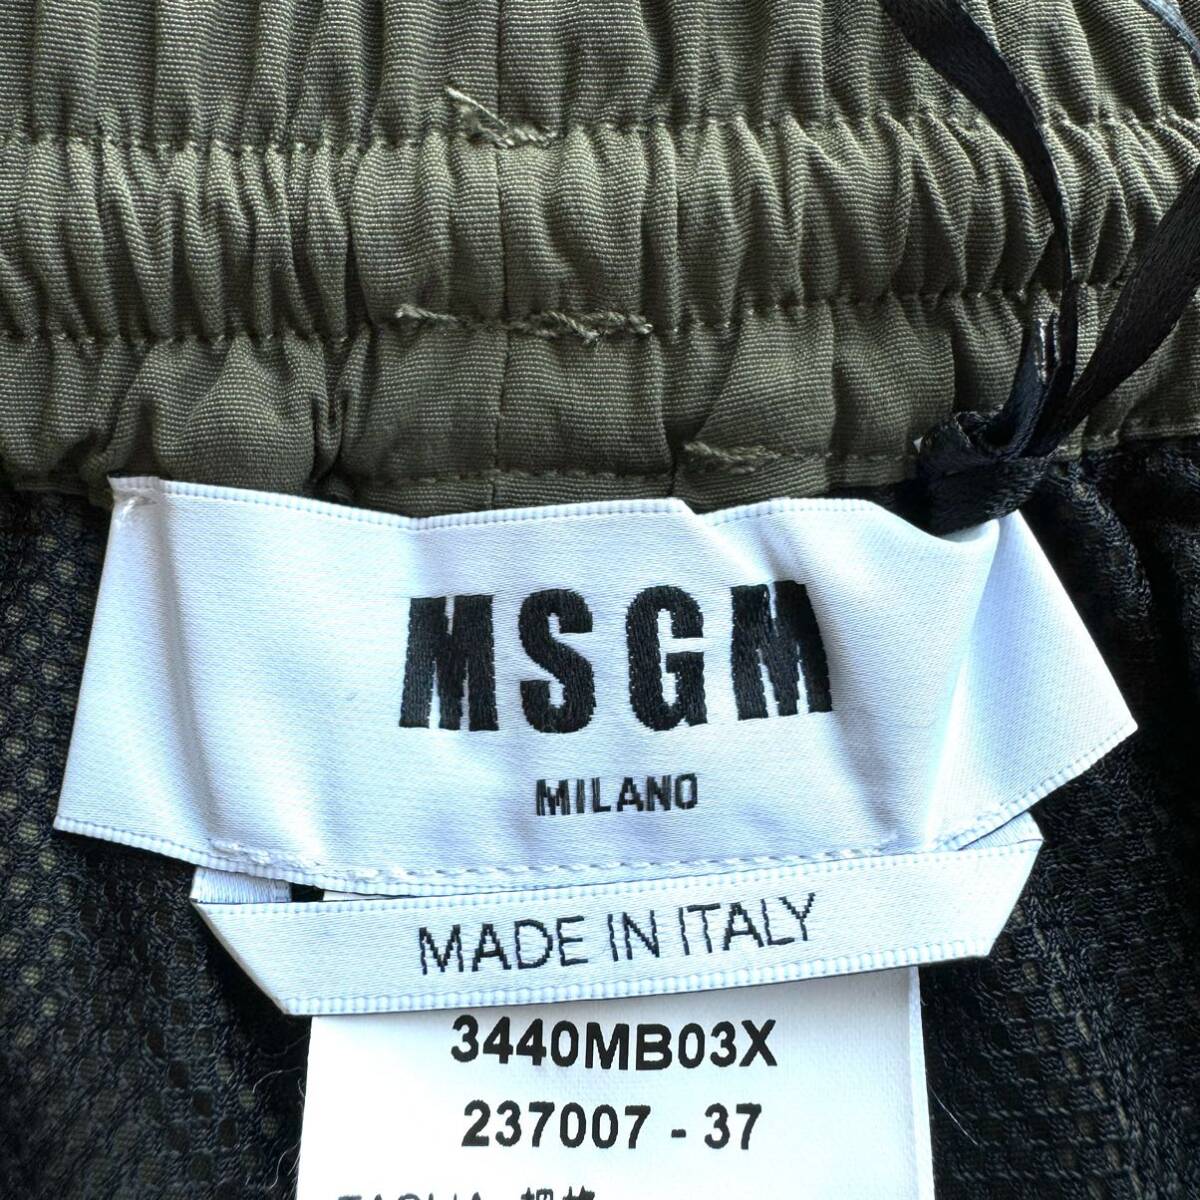 MSGM
MILANO
MADE IN ITALY
3440MB03X
237007 - 37